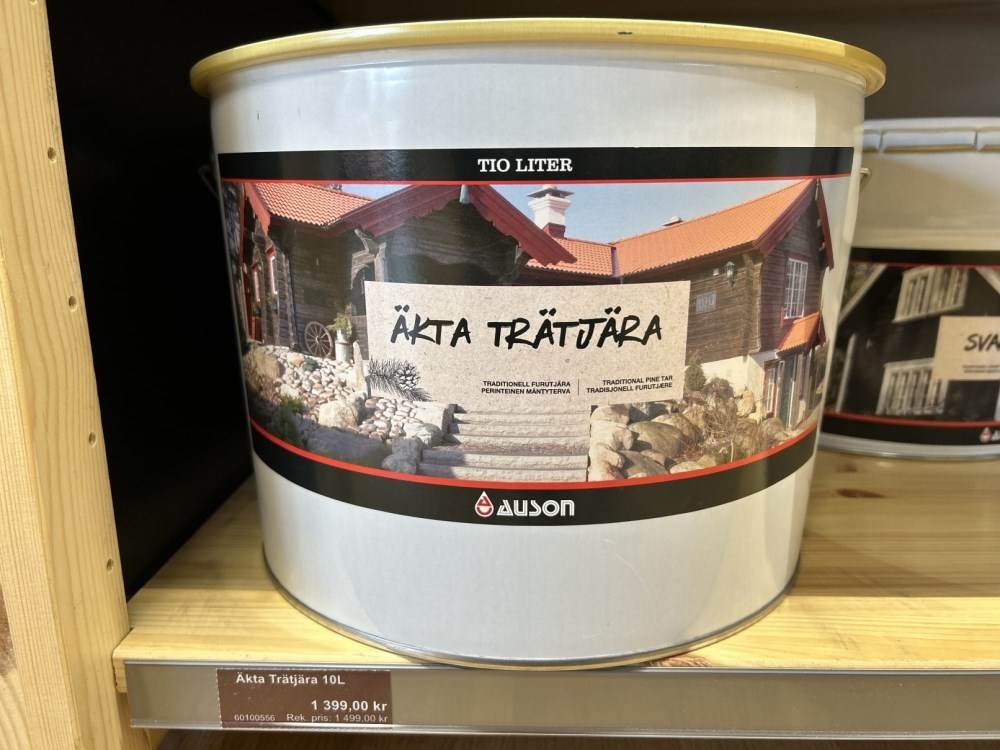 TIO LITER
ÄKTA TRÄTJÄRA
TRADITIONELL FURUTJÄRA
PERINTEINEN MÄNTYTERVA
TRADITIONAL PINE TAR
TRADISJONELL FURUTJÆRE
AUSON
SVA
Äkta Trätjära 10L
1 399,00 kr
60100556 Rek. pris: 1 499,00 kr